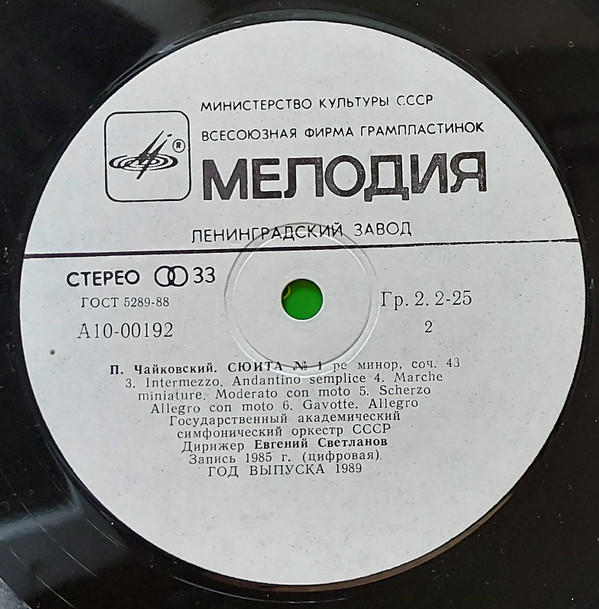 МИНИСТЕРСТВО КУЛЬТУРЫ СССР
ВСЕСОЮЗНАЯ ФИРМА ГРАМПЛАСТИНОК
®
МЕЛОДИЯ
ЛЕНИНГРАДСКИЙ ЗАВОД
СТЕРЕО 33
ГОСТ 5289-88
Гр. 2. 2-25
А10-00192
2
П. Чайковский. СЮИТА № 1 ре минор, соч. 43
3. Intermezzo. Andantino semplice 4. Marche
miniature. Moderato con moto 5. Scherzo
Allegro con moto 6. Gavotte. Allegro
Государственный академический
симфонический оркестр СССР
Дирижер Евгений Светланов
Запись 1985 г. (цифровая)
ГОД ВЫПУСКА 1989